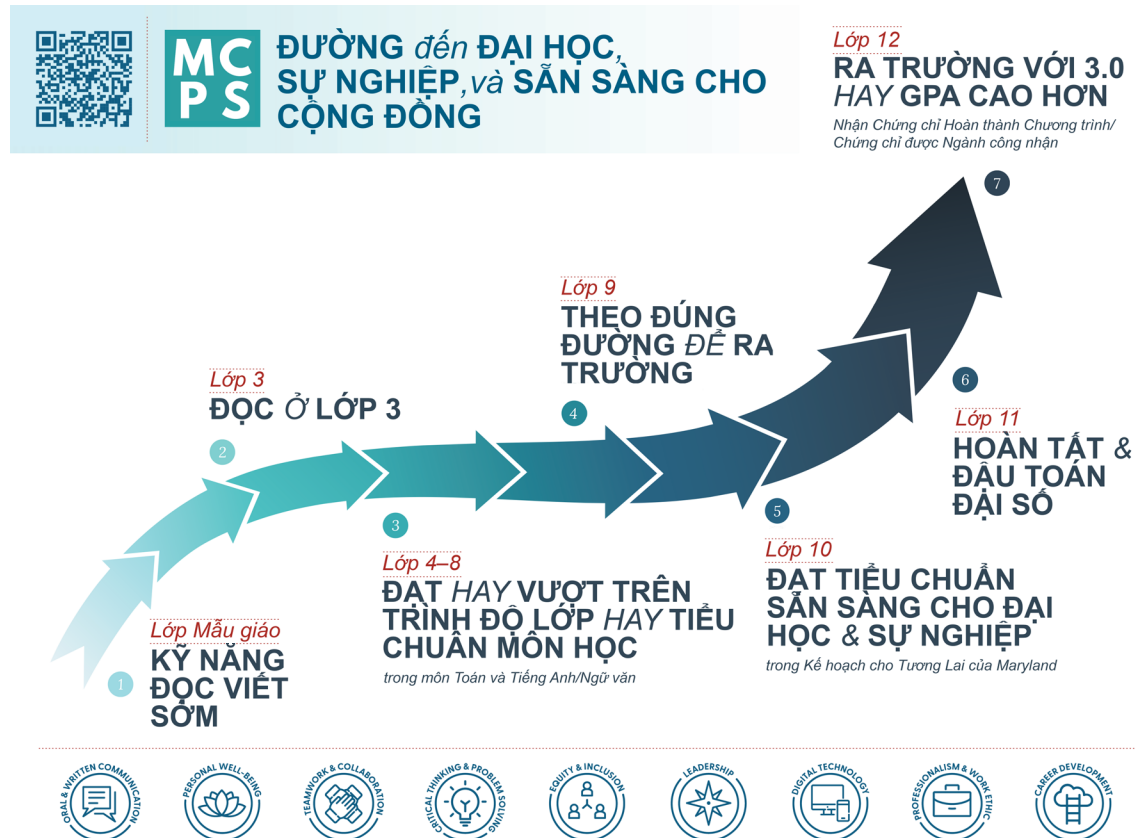 MC
PS
ĐƯỜNG đến ĐẠI HỌC,
SỰ NGHIỆP,và SẴN SÀNG CHO
CỘNG ĐỒNG
Lớp 12
RA TRƯỜNG VỚI 3.0
HAY GPA CAO HƠN
Nhận Chứng chỉ Hoàn thành Chương trình/
Chứng chỉ được Ngành công nhận
7
Lớp 9
THEO ĐÚNG
ĐƯỜNG ĐỂ RA
TRƯỜNG
4
Lớp 3
ĐỌC Ở LỚP 3
2
6
Lớp 11
HOÀN TẤT &
ĐẬU TOÁN
ĐẠI SỐ
3
Lớp 4–8
ĐẠT HAY VƯỢT TRÊN
TRÌNH ĐỘ LỚP HAY TIỂU
CHUẨN MÔN HỌC
trong môn Toán và Tiếng Anh/Ngữ văn
5
Lớp 10
ĐẠT TIỂU CHUẨN
SẴN SÀNG CHO ĐẠI
HỌC & SỰ NGHIỆP
trong Kế hoạch cho Tương Lai của Maryland
1
Lớp Mẫu giáo
KỸ NĂNG
ĐỌC VIẾT
SỚM
ORAL & WRITTEN COMMUNICATION
PERSONAL WELL-BEING
TEAMWORK & COLLABORATION
CRITICAL THINKING & PROBLEM SOLVING
EQUITY & INCLUSION
LEADERSHIP
DIGITAL TECHNOLOGY
PROFESSIONALISM & WORK ETHIC
CAREER DEVELOPMENT